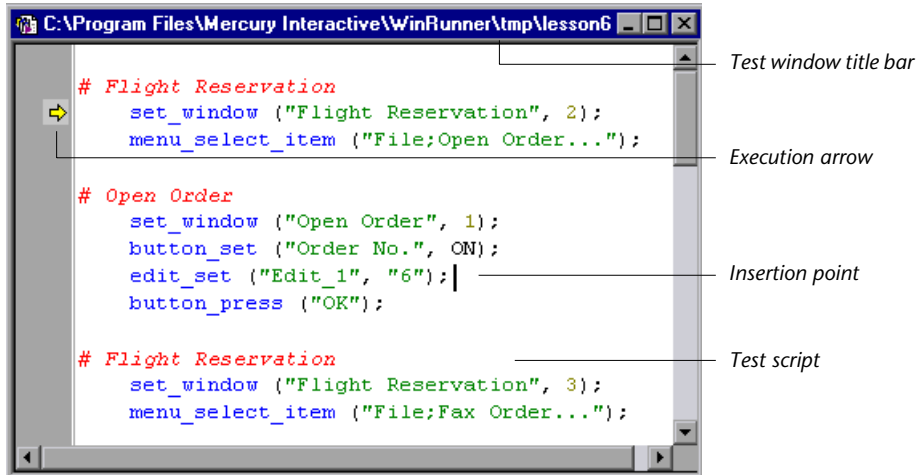 C:\Program Files\Mercury Interactive\WinRunner\tmp\lesson6
Test window title bar
# Flight Reservation
set_window ("Flight Reservation", 2);
menu_select_item ("File;Open Order...");
Execution arrow
# Open Order
set_window ("Open Order", 1);
button_set ("Order No.", ON);
edit_set ("Edit_1", "6");
Insertion point
button_press ("OK");
# Flight Reservation
Test script
set_window ("Flight Reservation", 3);
menu_select_item ("File;Fax Order...");